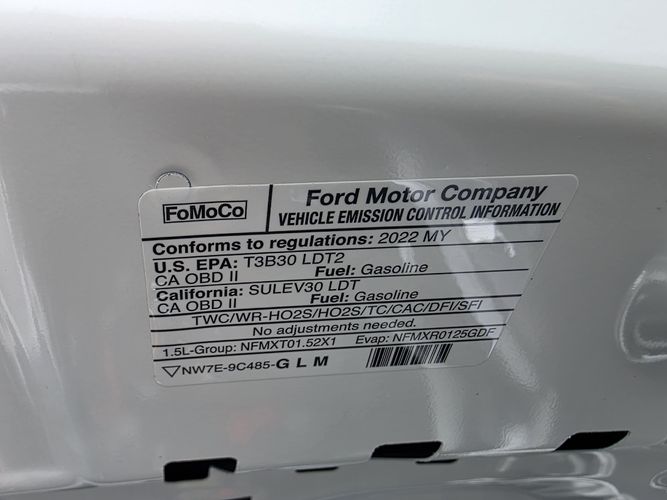 FoMoCo
Ford Motor Company
VEHICLE EMISSION CONTROL INFORMATION
Conforms to regulations: 2022 MY
U.S. EPA: T3B30 LDT2
CA OBD II Fuel: Gasoline
California: SULEV30 LDT
CA OBD II Fuel: Gasoline
TWC/WR-HO2S/HO2S/TC/CAC/DFI/SFI
No adjustments needed.
1.5L-Group: NFMXT01.52X1 Evap: NFMXR0125GDF
NW7E-9C485-G L M